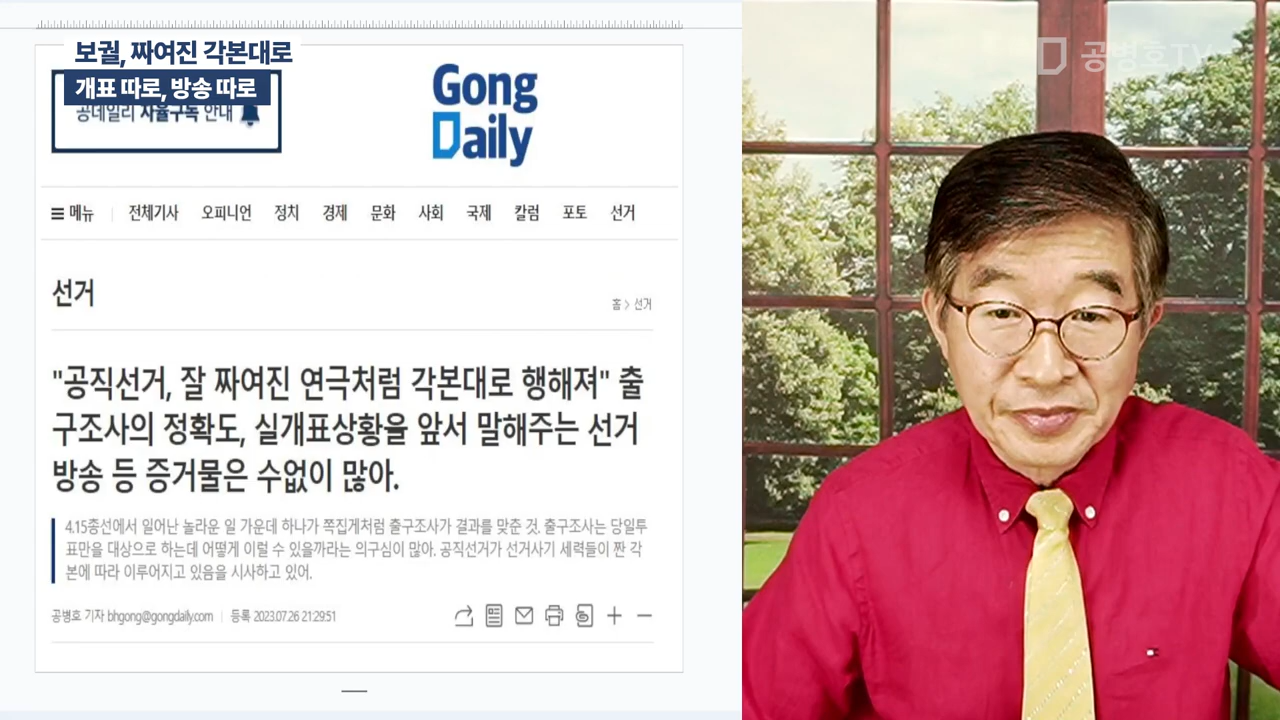 보궐, 짜여진 각본대로
개표 따로, 방송 따로
공데일리 자율구독 안내
Gong
Daily
공병호TV
메뉴 전체기사 오피니언 정치 경제 문화 사회 국제 칼럼 포토 선거
선거
홈 > 선거
"공직선거, 잘 짜여진 연극처럼 각본대로 행해져" 출
구조사의 정확도, 실개표상황을 앞서 말해주는 선거
방송 등 증거물은 수없이 많아.
4.15총선에서 일어난 놀라운 일 가운데 하나가 쪽집게처럼 출구조사가 결과를 맞춘 것. 출구조사는 당일투
표만을 대상으로 하는데 어떻게 이럴 수 있을까라는 의구심이 많아. 공직선거가 선거사기 세력들이 짠 각
본에 따라 이루어지고 있음을 시사하고 있어.
공병호 기자 bhgong@gongdaily.com | 등록 2023.07.26 21:29:51